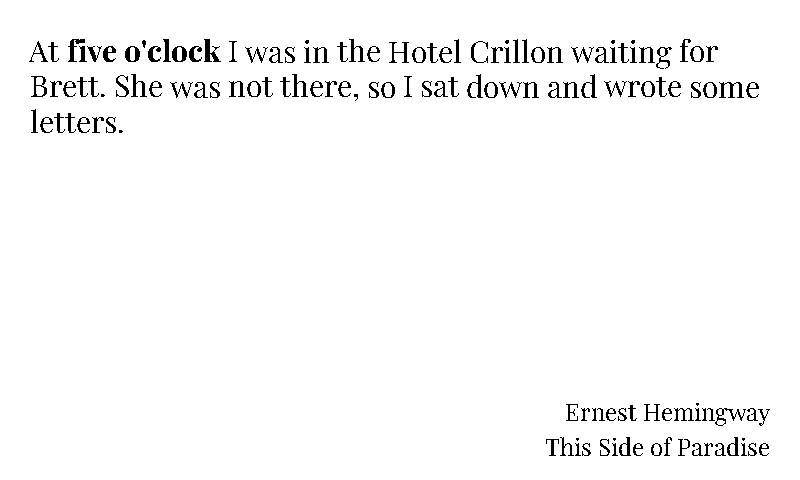 At five o'clock I was in the Hotel Crillon waiting for
Brett. She was not there, so I sat down and wrote some
letters.
Ernest Hemingway
This Side of Paradise